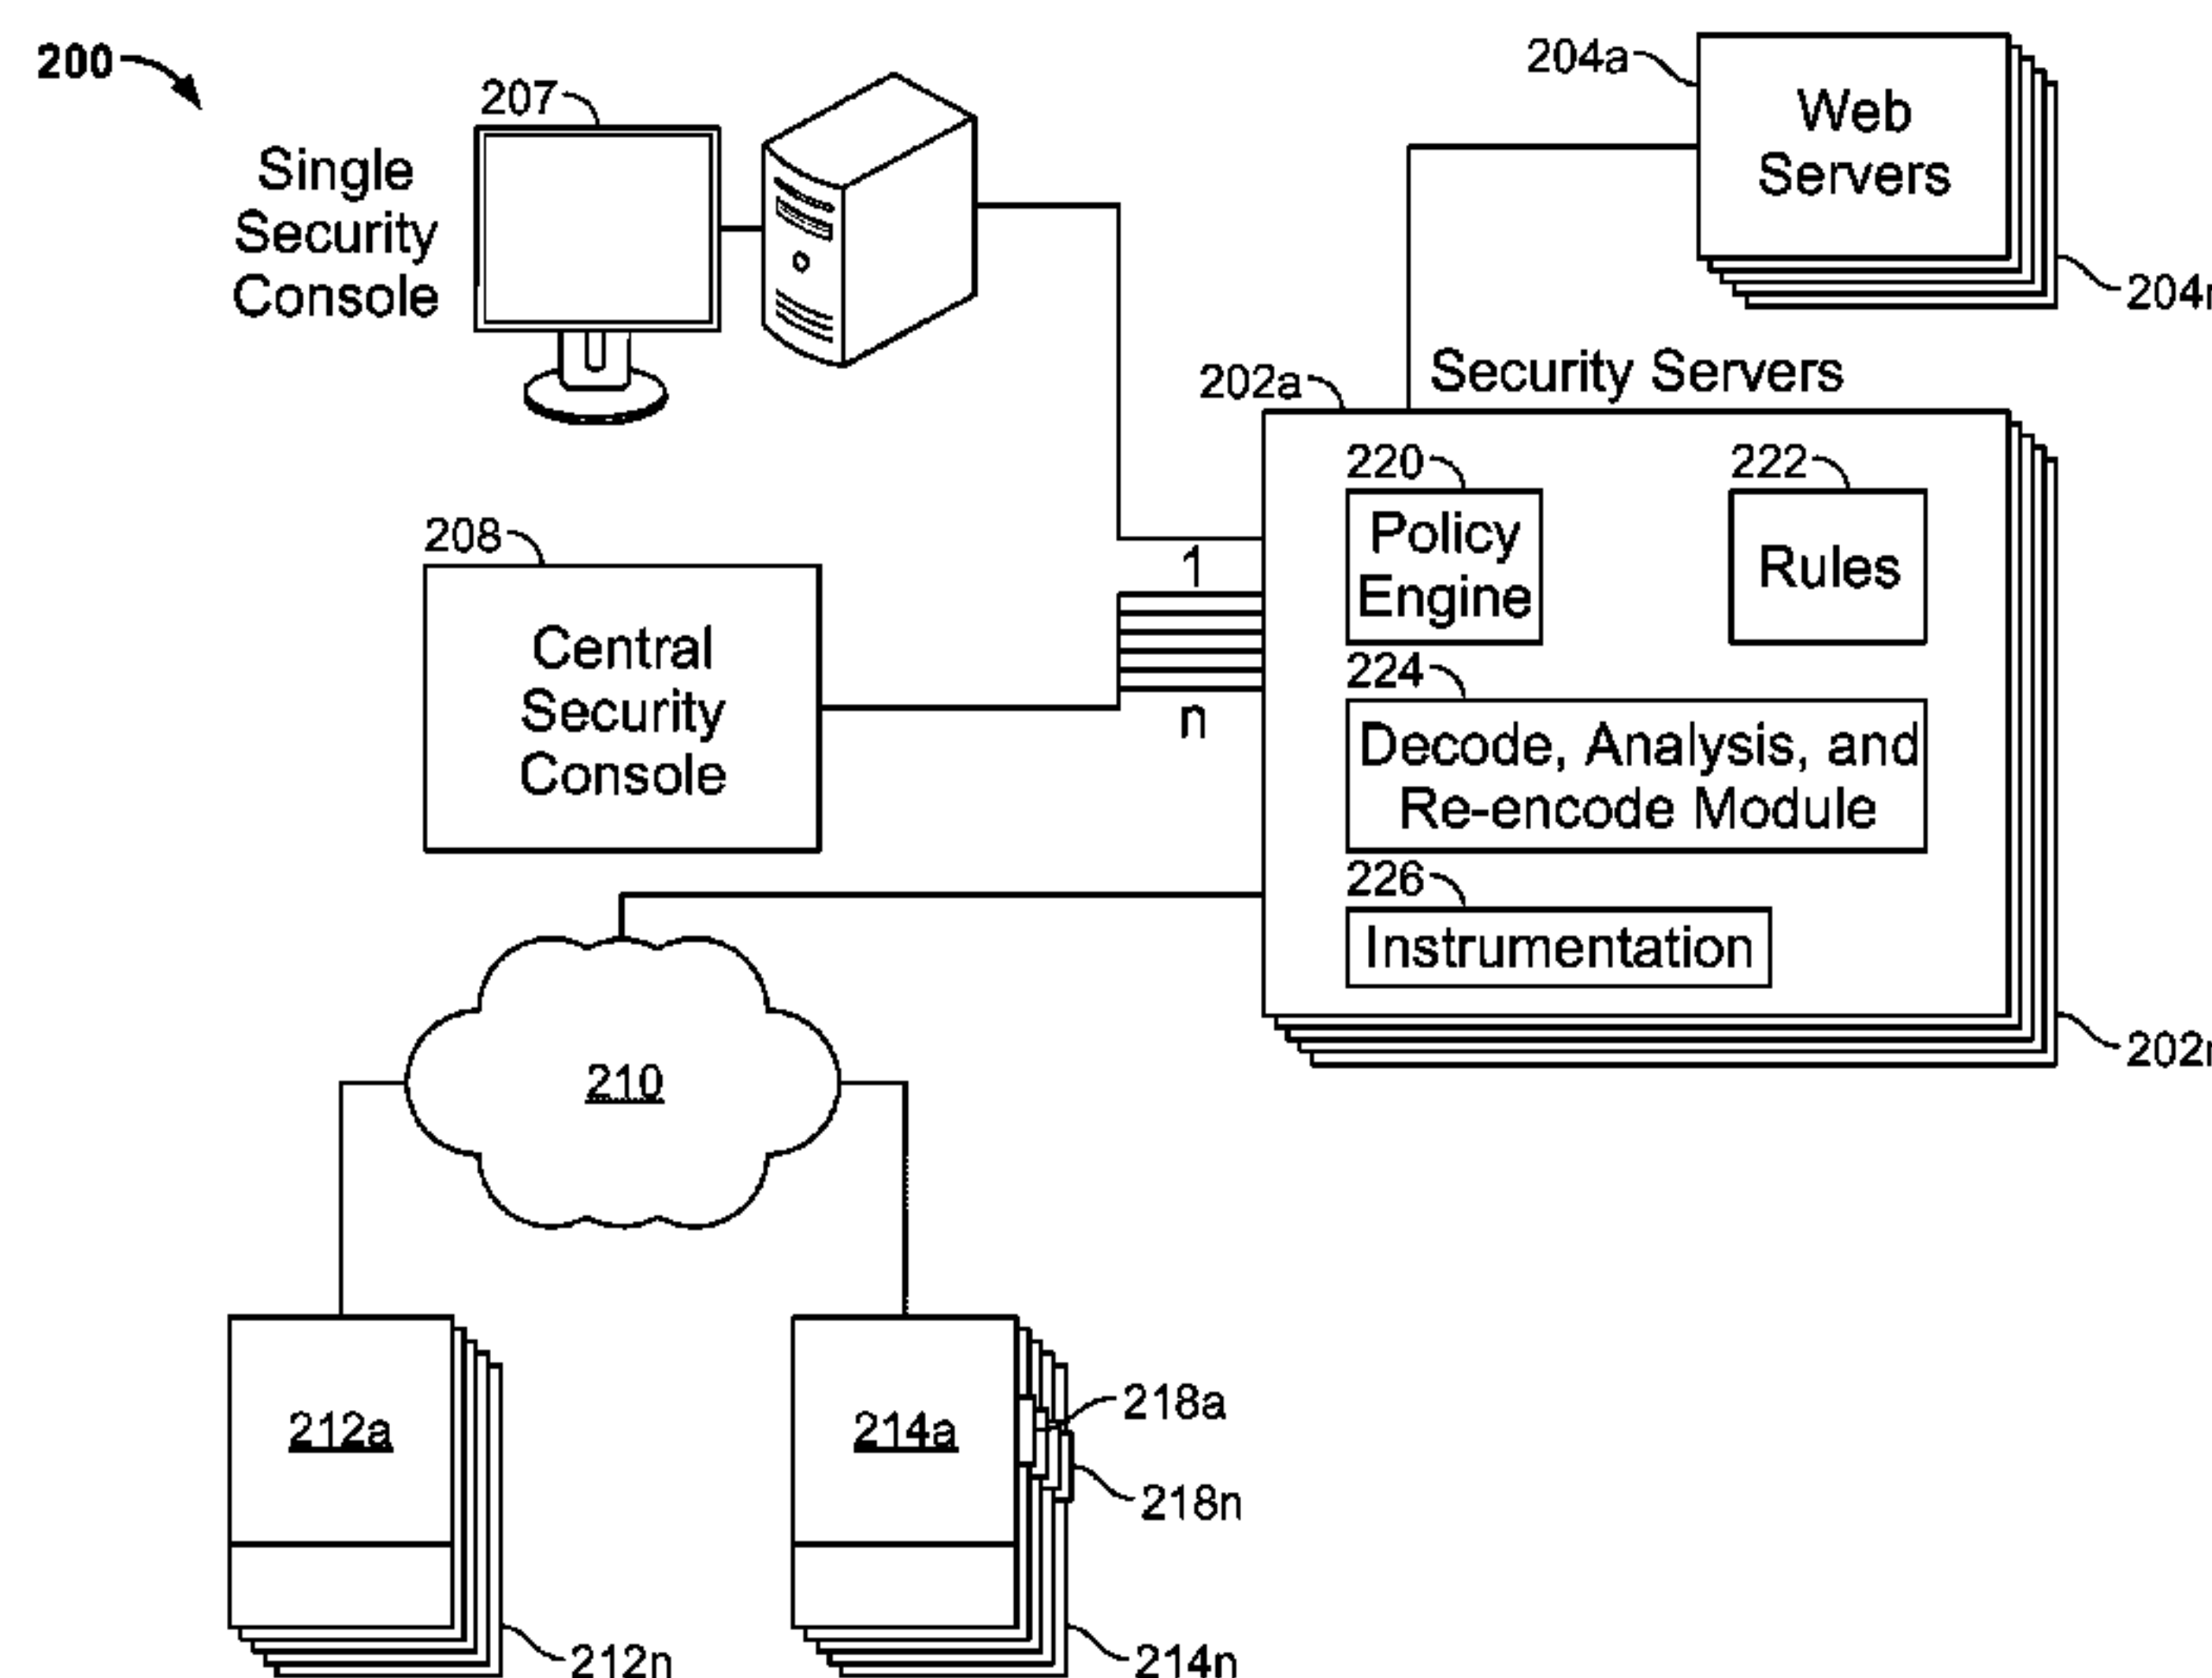 200
207
Single
Security
Console
204a
Web
Servers
204n
202a
Security Servers
220
Policy
Engine
222
Rules
208
Central
Security
Console
1
n
224
Decode, Analysis, and
Re-encode Module
226
Instrumentation
202n
210
212a
214a
218a
218n
212n
214n